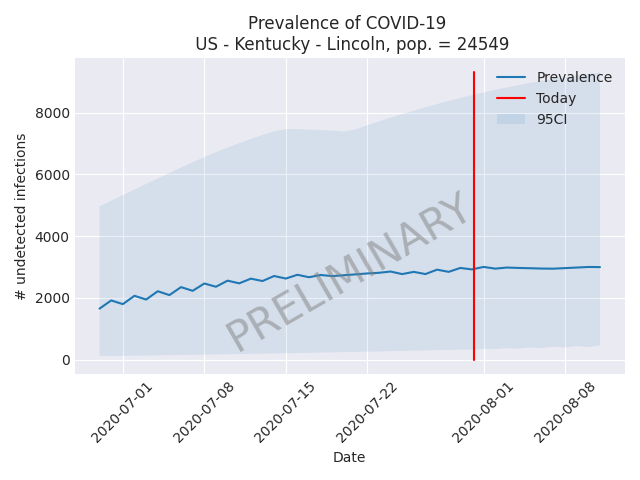 Prevalence of COVID-19
US - Kentucky - Lincoln, pop. = 24549
Prevalence
Today
95CI
# undetected infections
8000
6000
4000
2000
0
PRELIMINARY
2020-07-01
2020-07-08
2020-07-15
2020-07-22
2020-08-01
2020-08-08
Date